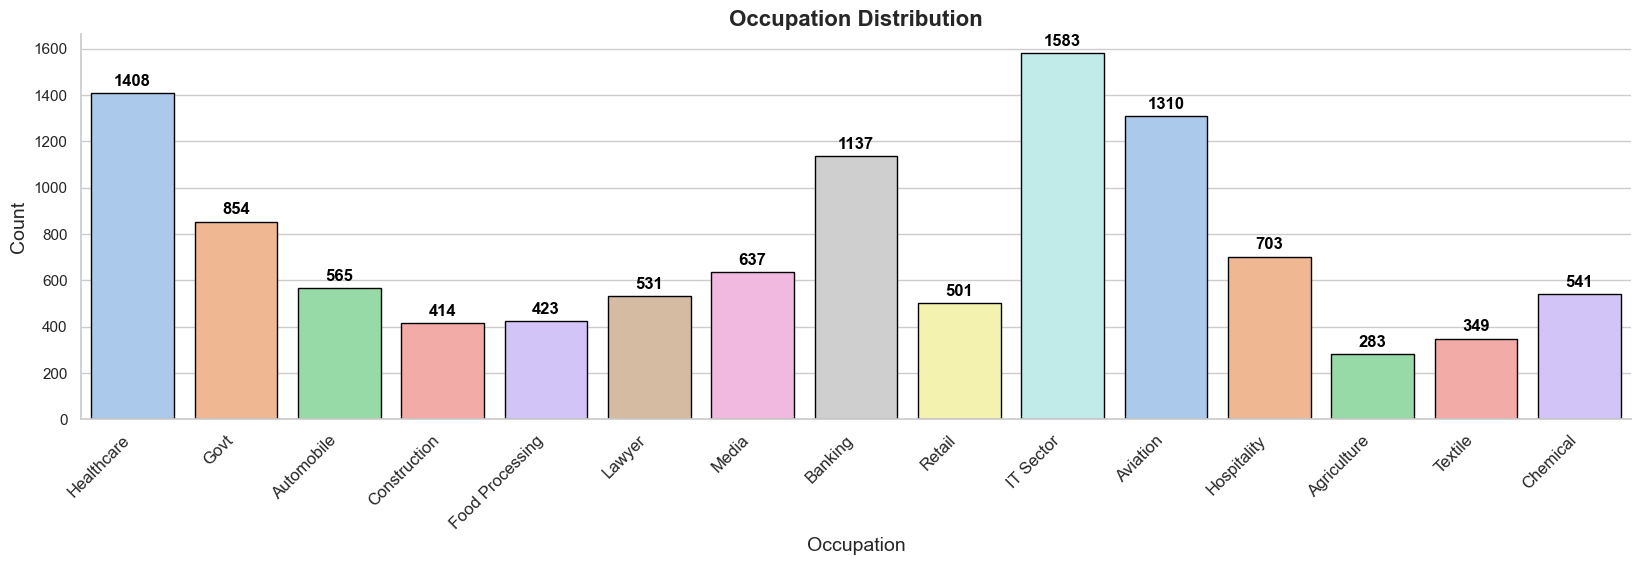 Occupation Distribution
Count
1600
1400
1200
1000
800
600
400
200
0
1408
854
565
414
423
531
637
1137
501
1583
1310
703
283
349
541
Healthcare
Govt
Automobile
Construction
Food Processing
Lawyer
Media
Banking
Retail
IT Sector
Aviation
Hospitality
Agriculture
Textile
Chemical
Occupation